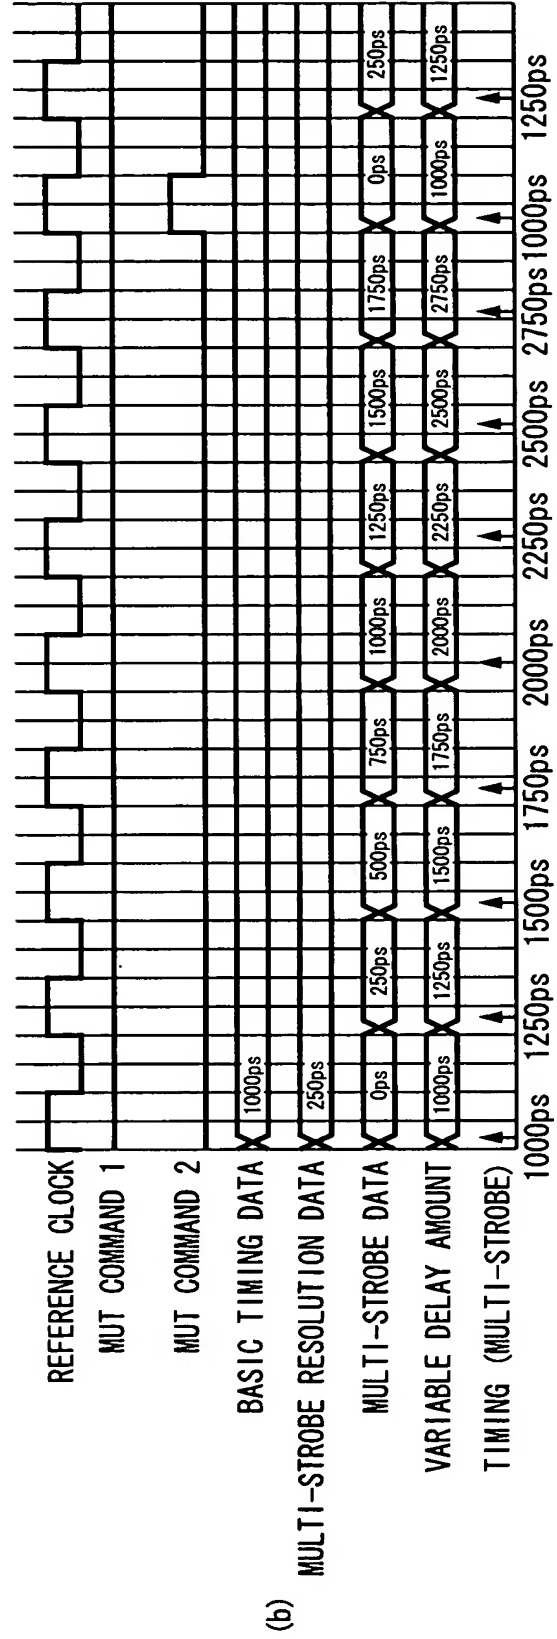 (b)
REFERENCE CLOCK
MUT COMMAND 1
MUT COMMAND 2
BASIC TIMING DATA 1000ps
MULTI-STROBE RESOLUTION DATA 250ps
MULTI-STROBE DATA 0ps 250ps 500ps 750ps 1000ps 1250ps 1500ps 1750ps 0ps 250ps
VARIABLE DELAY AMOUNT 1000ps 1250ps 1500ps 1750ps 2000ps 2250ps 2500ps 2750ps 1000ps 1250ps
TIMING (MULTI-STROBE)
1000ps 1250ps 1500ps 1750ps 2000ps 2250ps 2500ps 2750ps 1000ps 1250ps